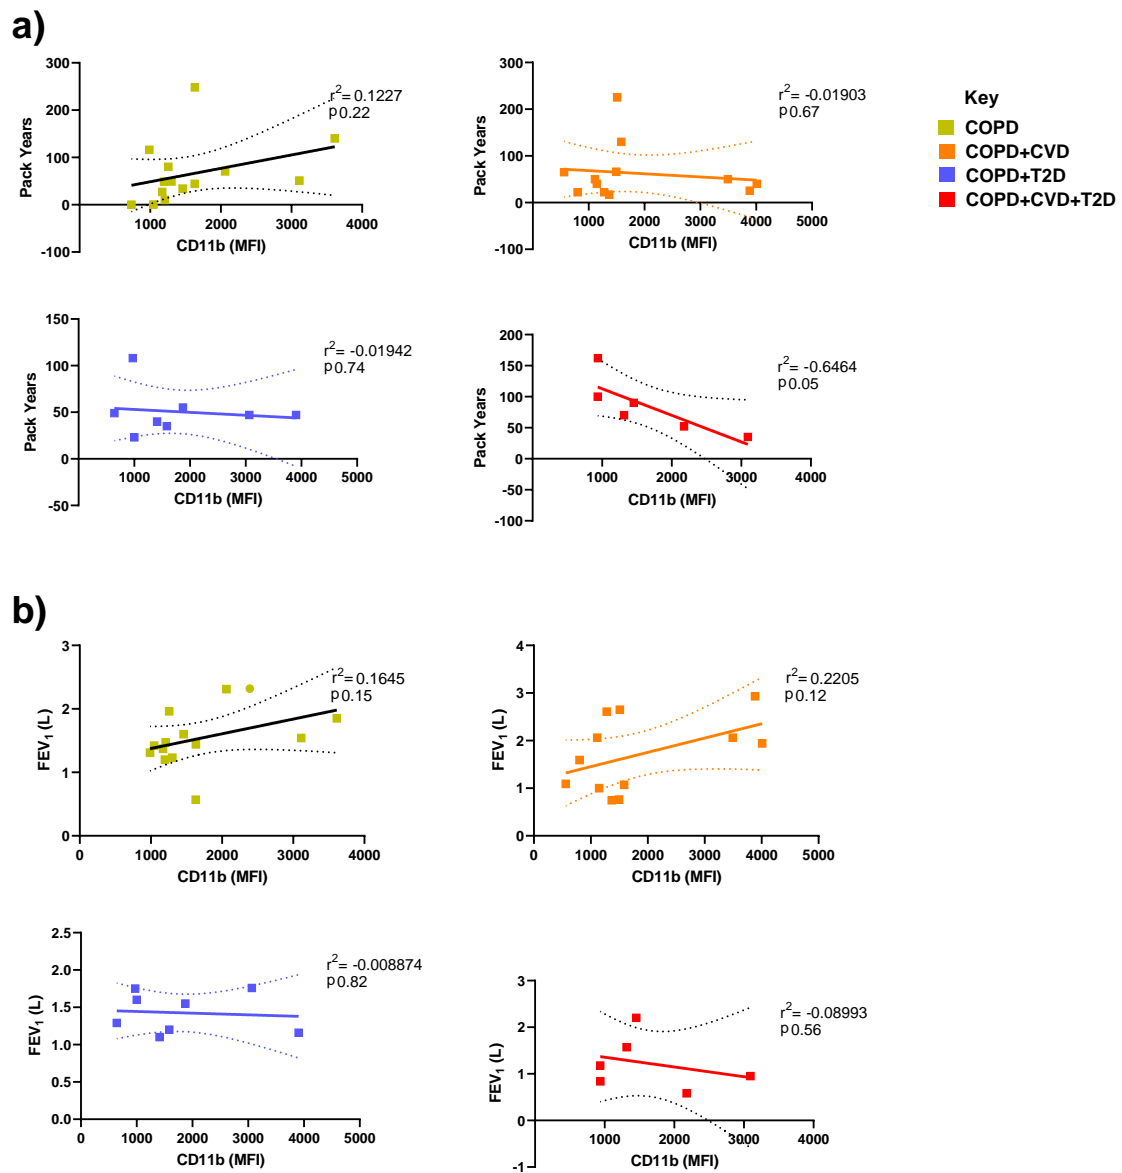 a)
300
200
100
0
-100
Pack Years
1000
2000
3000
4000
CD11b (MFI)
r²= 0.1227
p 0.22
300
200
100
0
-100
Pack Years
1000
2000
3000
4000
5000
CD11b (MFI)
r²= -0.01903
p 0.67
Key
COPD
COPD+CVD
COPD+T2D
COPD+CVD+T2D
150
100
50
0
-50
Pack Years
1000
2000
3000
4000
5000
CD11b (MFI)
r²= -0.01942
p 0.74
200
150
100
50
0
-50
-100
Pack Years
1000
2000
3000
4000
CD11b (MFI)
r²= -0.6464
p 0.05
b)
3
2
1
0
FEV₁ (L)
0
1000
2000
3000
4000
CD11b (MFI)
r²= 0.1645
p 0.15
4
3
2
1
0
FEV₁ (L)
0
1000
2000
3000
4000
5000
CD11b (MFI)
r²= 0.2205
p 0.12
2.5
2.0
1.5
1.0
0.5
0.0
FEV₁ (L)
0
1000
2000
3000
4000
5000
CD11b (MFI)
r²= -0.008874
p 0.82
3
2
1
0
-1
FEV₁ (L)
1000
2000
3000
4000
CD11b (MFI)
r²= -0.08993
p 0.56